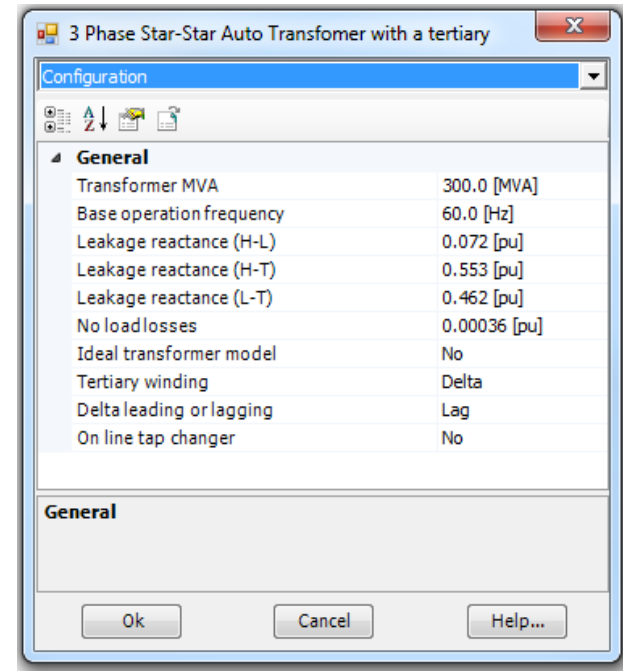 3 Phase Star-Star Auto Transfomer with a tertiary
Configuration
General
Transformer MVA 300.0 [MVA]
Base operation frequency 60.0 [Hz]
Leakage reactance (H-L) 0.072 [pu]
Leakage reactance (H-T) 0.553 [pu]
Leakage reactance (L-T) 0.462 [pu]
No load losses 0.00036 [pu]
Ideal transformer model No
Tertiary winding Delta
Delta leading or lagging Lag
On line tap changer No
General
Ok Cancel Help...